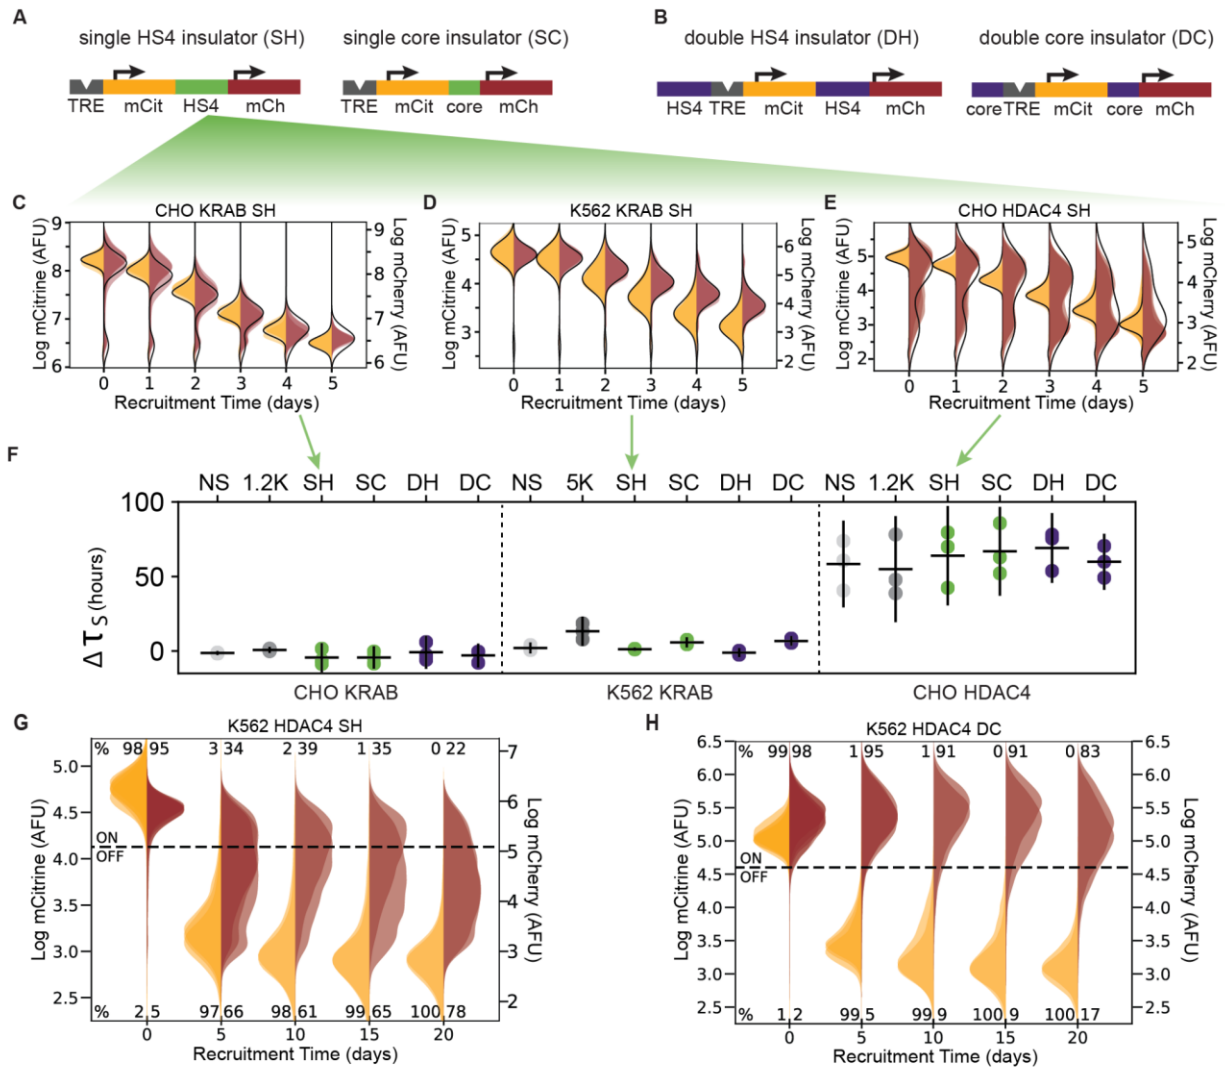 A
B
single HS4 insulator (SH)
single core insulator (SC)
double HS4 insulator (DH)
double core insulator (DC)
TRE mCit HS4 mCh
TRE mCit core mCh
HS4 TRE mCit HS4 mCh
core TRE mCit core mCh
C
CHO KRAB SH
Log mCitrine (AFU)
9
8
7
6
Log mCherry (AFU)
9
8
7
6
0 1 2 3 4 5
Recruitment Time (days)
D
K562 KRAB SH
Log mCitrine (AFU)
5
4
3
Log mCherry (AFU)
6
5
4
3
2
0 1 2 3 4 5
Recruitment Time (days)
E
CHO HDAC4 SH
Log mCitrine (AFU)
5
4
3
2
Log mCherry (AFU)
5
4
3
2
0 1 2 3 4 5
Recruitment Time (days)
F
NS 1.2K SH SC DH DC NS 5K SH SC DH DC NS 1.2K SH SC DH DC
Δτs (hours)
100
50
0
CHO KRAB
K562 KRAB
CHO HDAC4
G
K562 HDAC4 SH
Log mCitrine (AFU)
5.0
4.5
4.0
3.5
3.0
2.5
% 98 95 3 34 2 39 1 35 0 22
ON
OFF
% 2 5 97 66 98 61 99 65 100 78
Log mCherry (AFU)
7
6
5
4
3
2
0 5 10 15 20
Recruitment Time (days)
H
K562 HDAC4 DC
Log mCitrine (AFU)
6.5
6.0
5.5
5.0
4.5
4.0
3.5
3.0
2.5
% 99 98 1 95 1 91 0 91 0 83
ON
OFF
% 1 2 99 5 99 9 100 9 100 17
Log mCherry (AFU)
6.5
6.0
5.5
5.0
4.5
4.0
3.5
3.0
2.5
0 5 10 15 20
Recruitment Time (days)